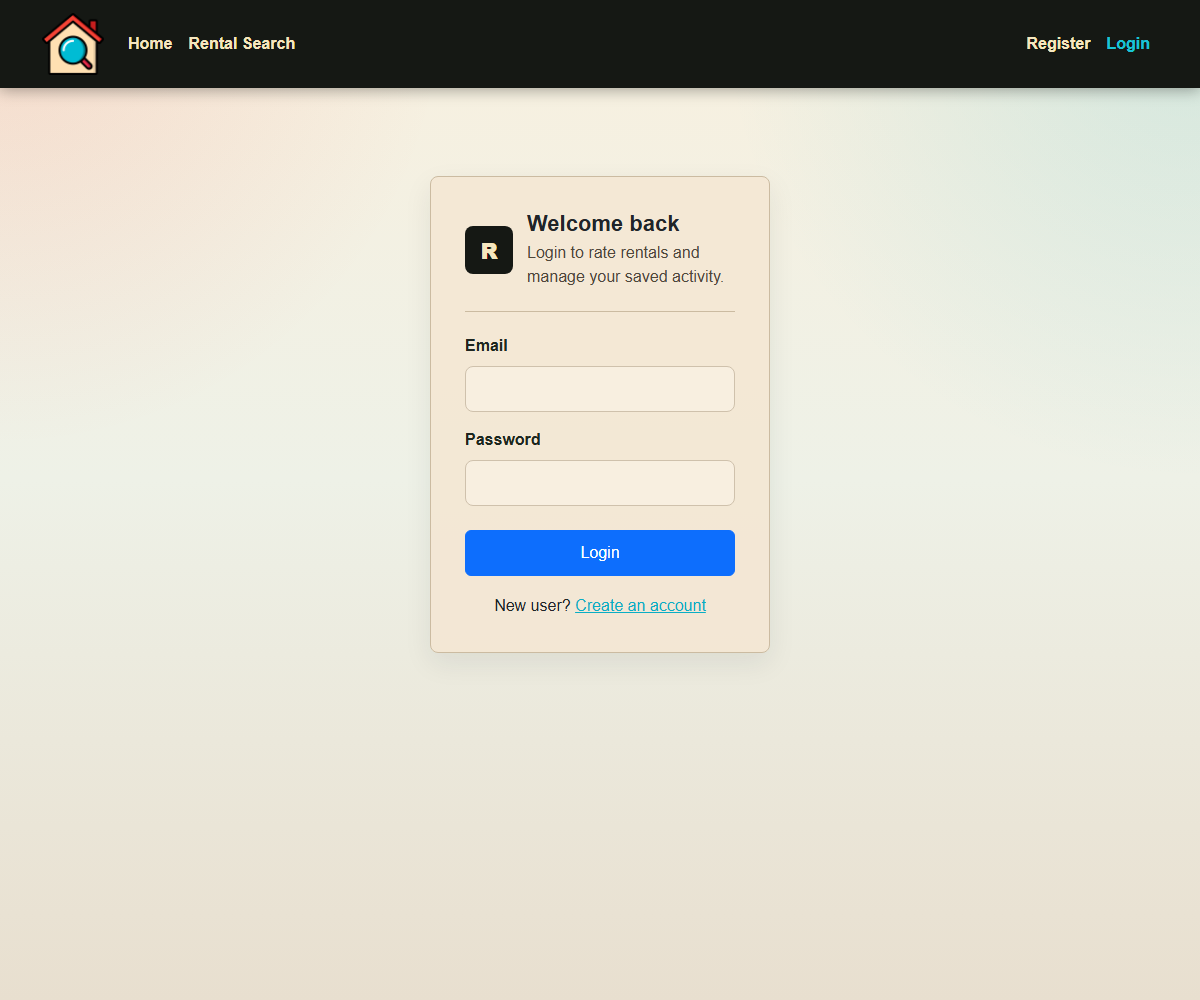 Home Rental Search Register Login
R
Welcome back
Login to rate rentals and
manage your saved activity.
Email
Password
Login
New user? Create an account